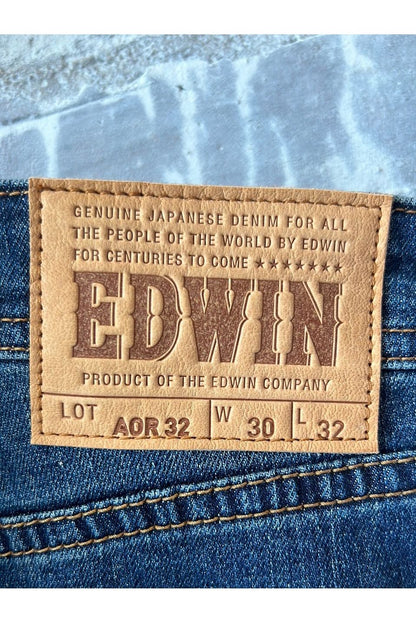 GENUINE JAPANESE DENIM FOR ALL
THE PEOPLE OF THE WORLD BY EDWIN
FOR CENTURIES TO COME ★★★★★★★
EDWIN
PRODUCT OF THE EDWIN COMPANY
LOT AOR 32 W 30 L 32